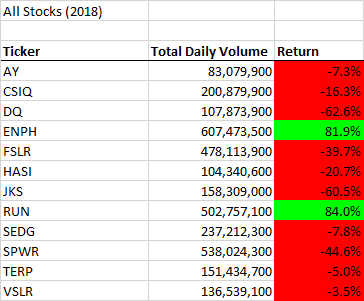 All Stocks (2018)
Ticker Total Daily Volume Return
AY 83,079,900 -7.3%
CSIQ 200,879,900 -16.3%
DQ 107,873,900 -62.6%
ENPH 607,473,500 81.9%
FSLR 478,113,900 -39.7%
HASI 104,340,600 -20.7%
JKS 158,309,000 -60.5%
RUN 502,757,100 84.0%
SEDG 237,212,300 -7.8%
SPWR 538,024,300 -44.6%
TERP 151,434,700 -5.0%
VSLR 136,539,100 -3.5%